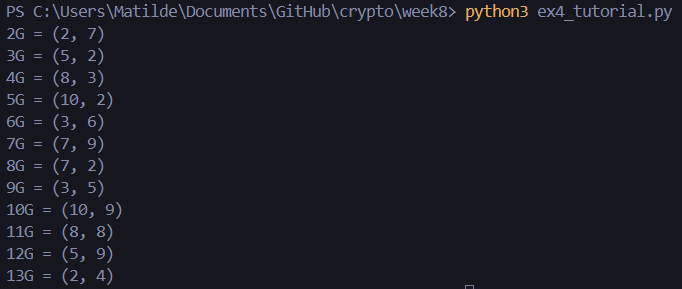 PS C:\Users\Matilde\Documents\GitHub\crypto\week8> python3 ex4_tutorial.py
2G = (2, 7)
3G = (5, 2)
4G = (8, 3)
5G = (10, 2)
6G = (3, 6)
7G = (7, 9)
8G = (7, 2)
9G = (3, 5)
10G = (10, 9)
11G = (8, 8)
12G = (5, 9)
13G = (2, 4)